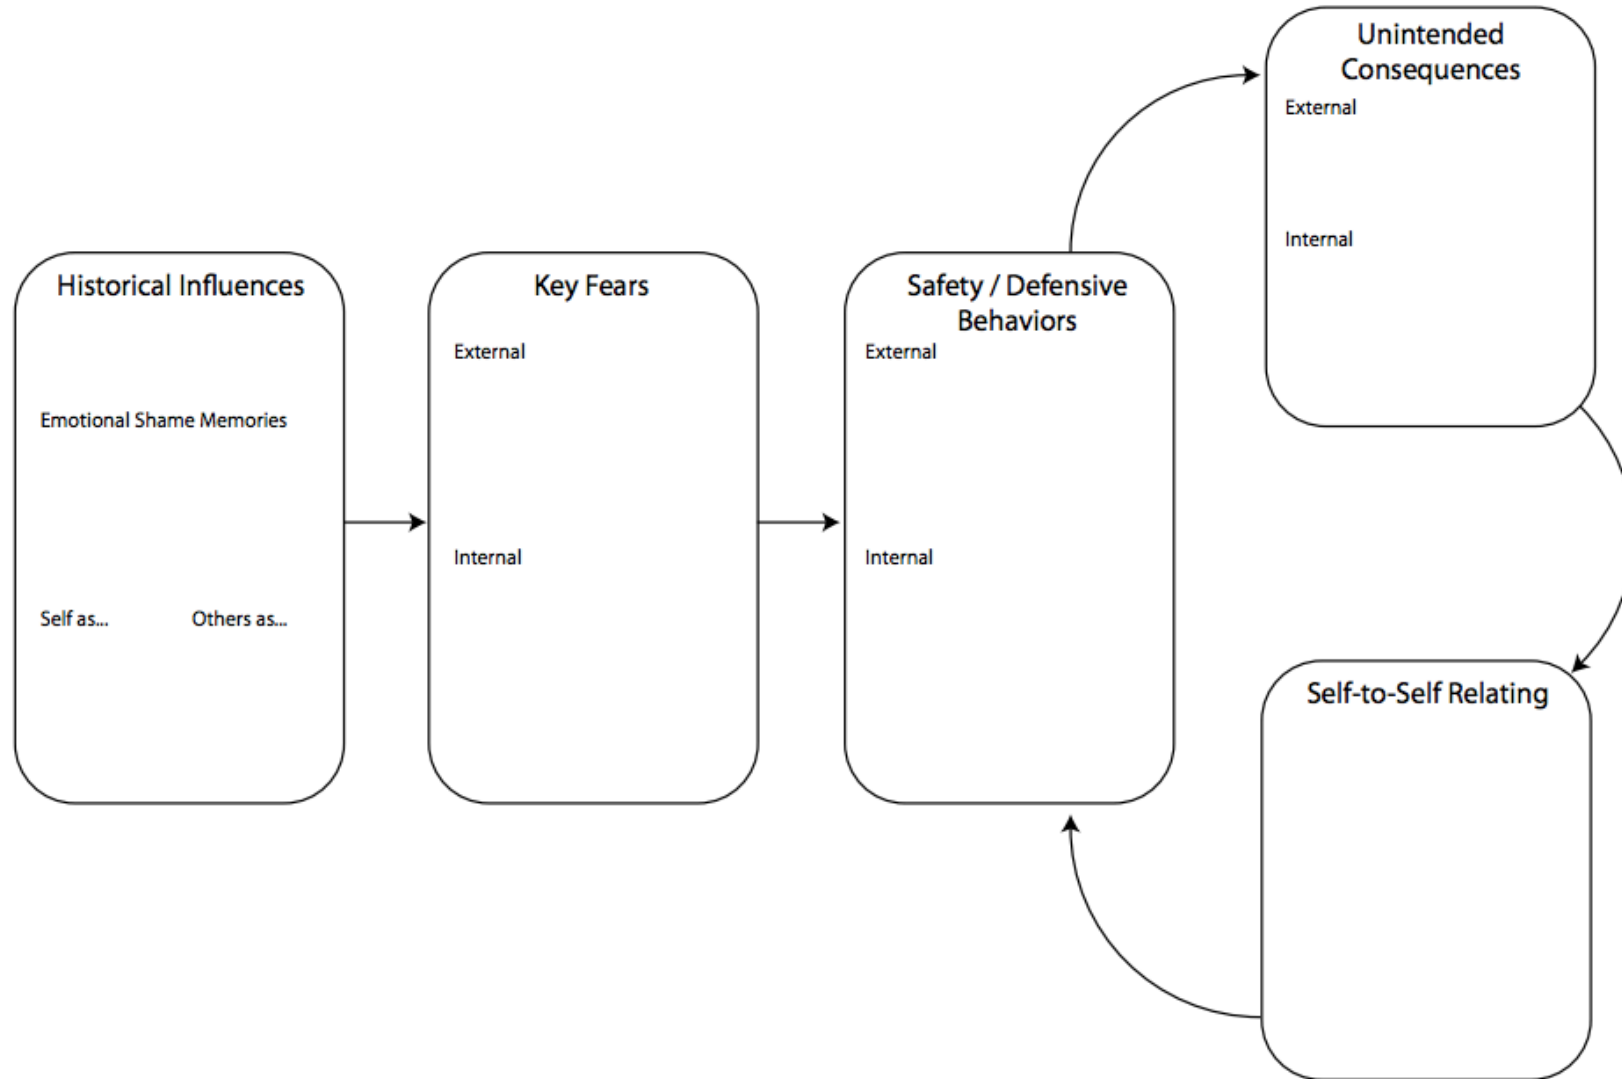 Historical Influences
Emotional Shame Memories
Self as...
Others as...
Key Fears
External
Internal
Safety / Defensive
Behaviors
External
Internal
Unintended
Consequences
External
Internal
Self-to-Self Relating